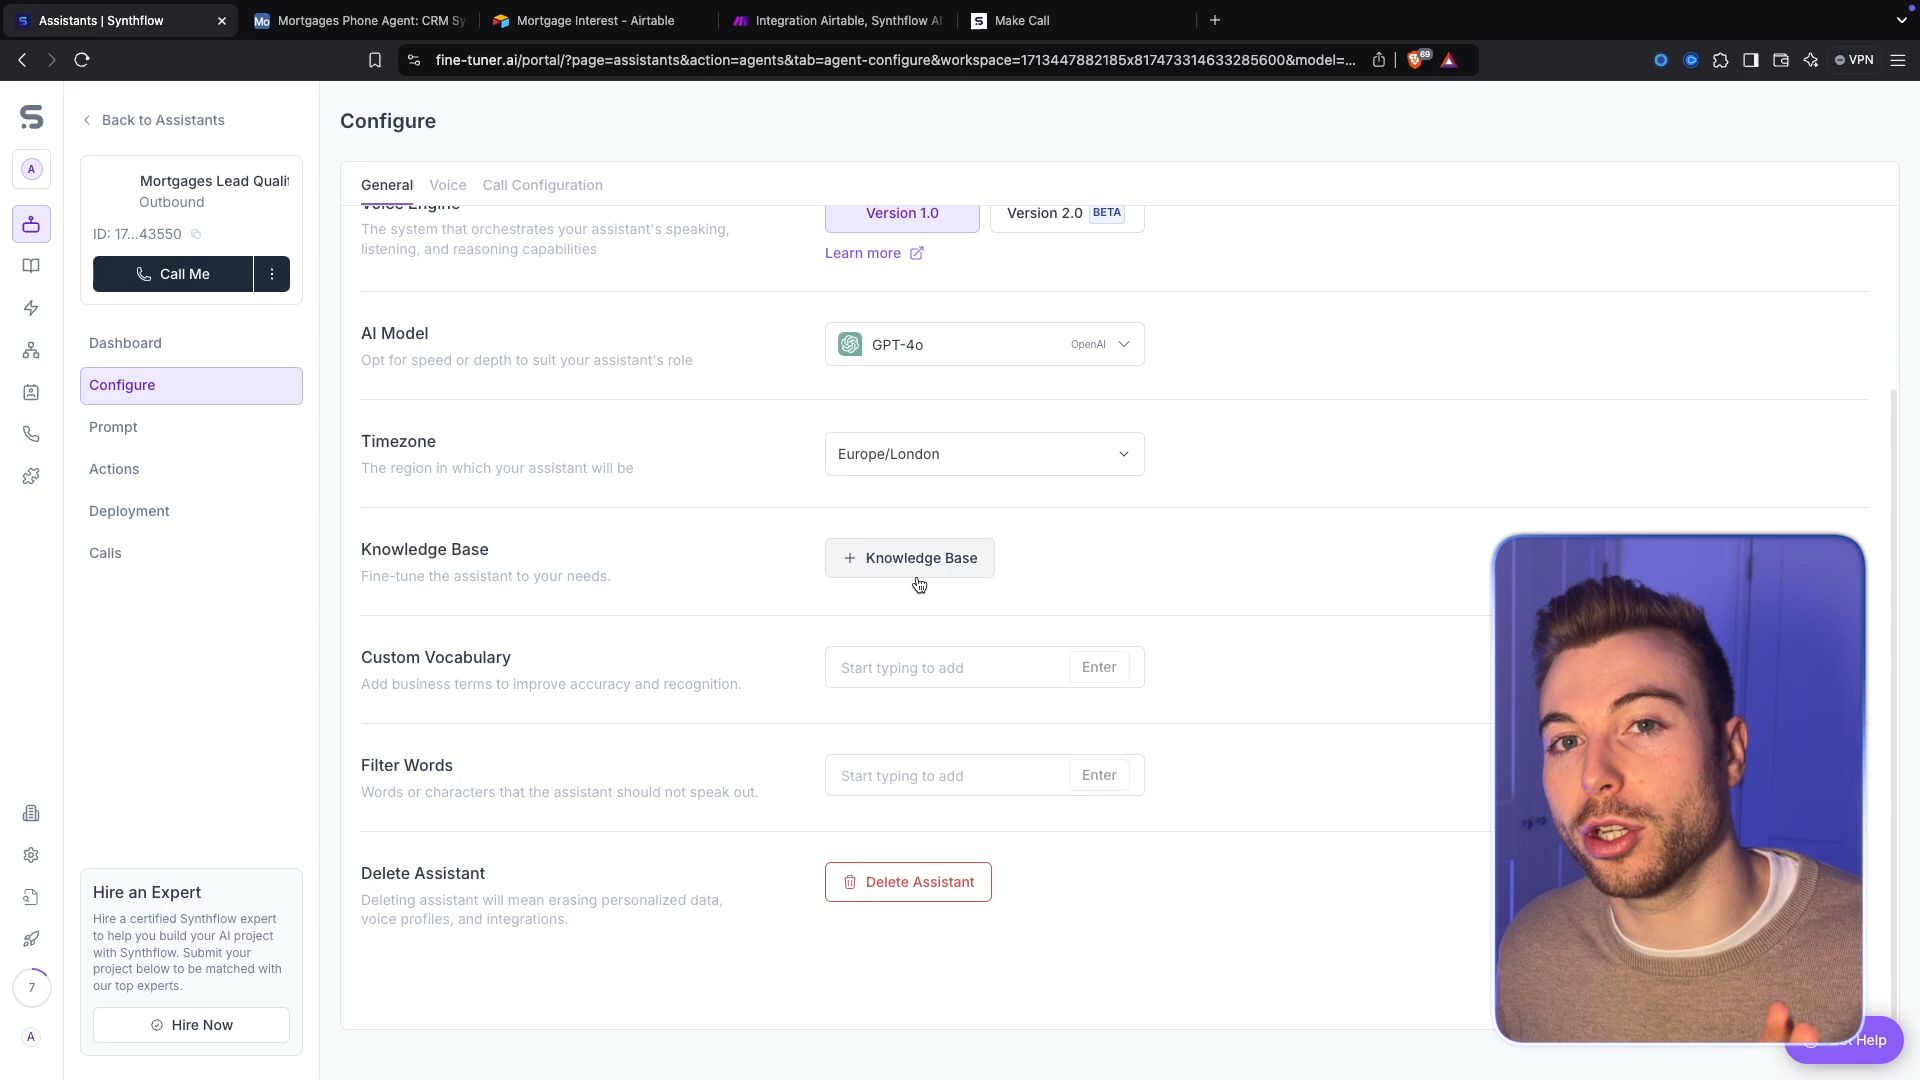 Assistants | Synthflow
Mo Mortgages Phone Agent: CRM Sy
Mortgage Interest - Airtable
Integration Airtable, Synthflow AI
Make Call
fine-tuner.ai/portal/?page=assistants&action=agents&tab=agent-configure&workspace=1713447882185x817473314633285600&model=...
69
VPN
Back to Assistants
Configure
A
Mortgages Lead Qualif
Outbound
ID: 17...43550
Call Me
Dashboard
Configure
Prompt
Actions
Deployment
Calls
General
Voice
Call Configuration
Voice Engine
The system that orchestrates your assistant's speaking,
listening, and reasoning capabilities
Version 1.0
Version 2.0 BETA
Learn more
AI Model
Opt for speed or depth to suit your assistant's role
GPT-4o
OpenAI
Timezone
The region in which your assistant will be
Europe/London
Knowledge Base
Fine-tune the assistant to your needs.
Knowledge Base
Custom Vocabulary
Add business terms to improve accuracy and recognition.
Start typing to add
Enter
Filter Words
Words or characters that the assistant should not speak out.
Start typing to add
Enter
Delete Assistant
Deleting assistant will mean erasing personalized data,
voice profiles, and integrations.
Delete Assistant
Hire an Expert
Hire a certified Synthflow expert
to help you build your AI project
with Synthflow. Submit your
project below to be matched with
our top experts.
Hire Now
7
A
Help